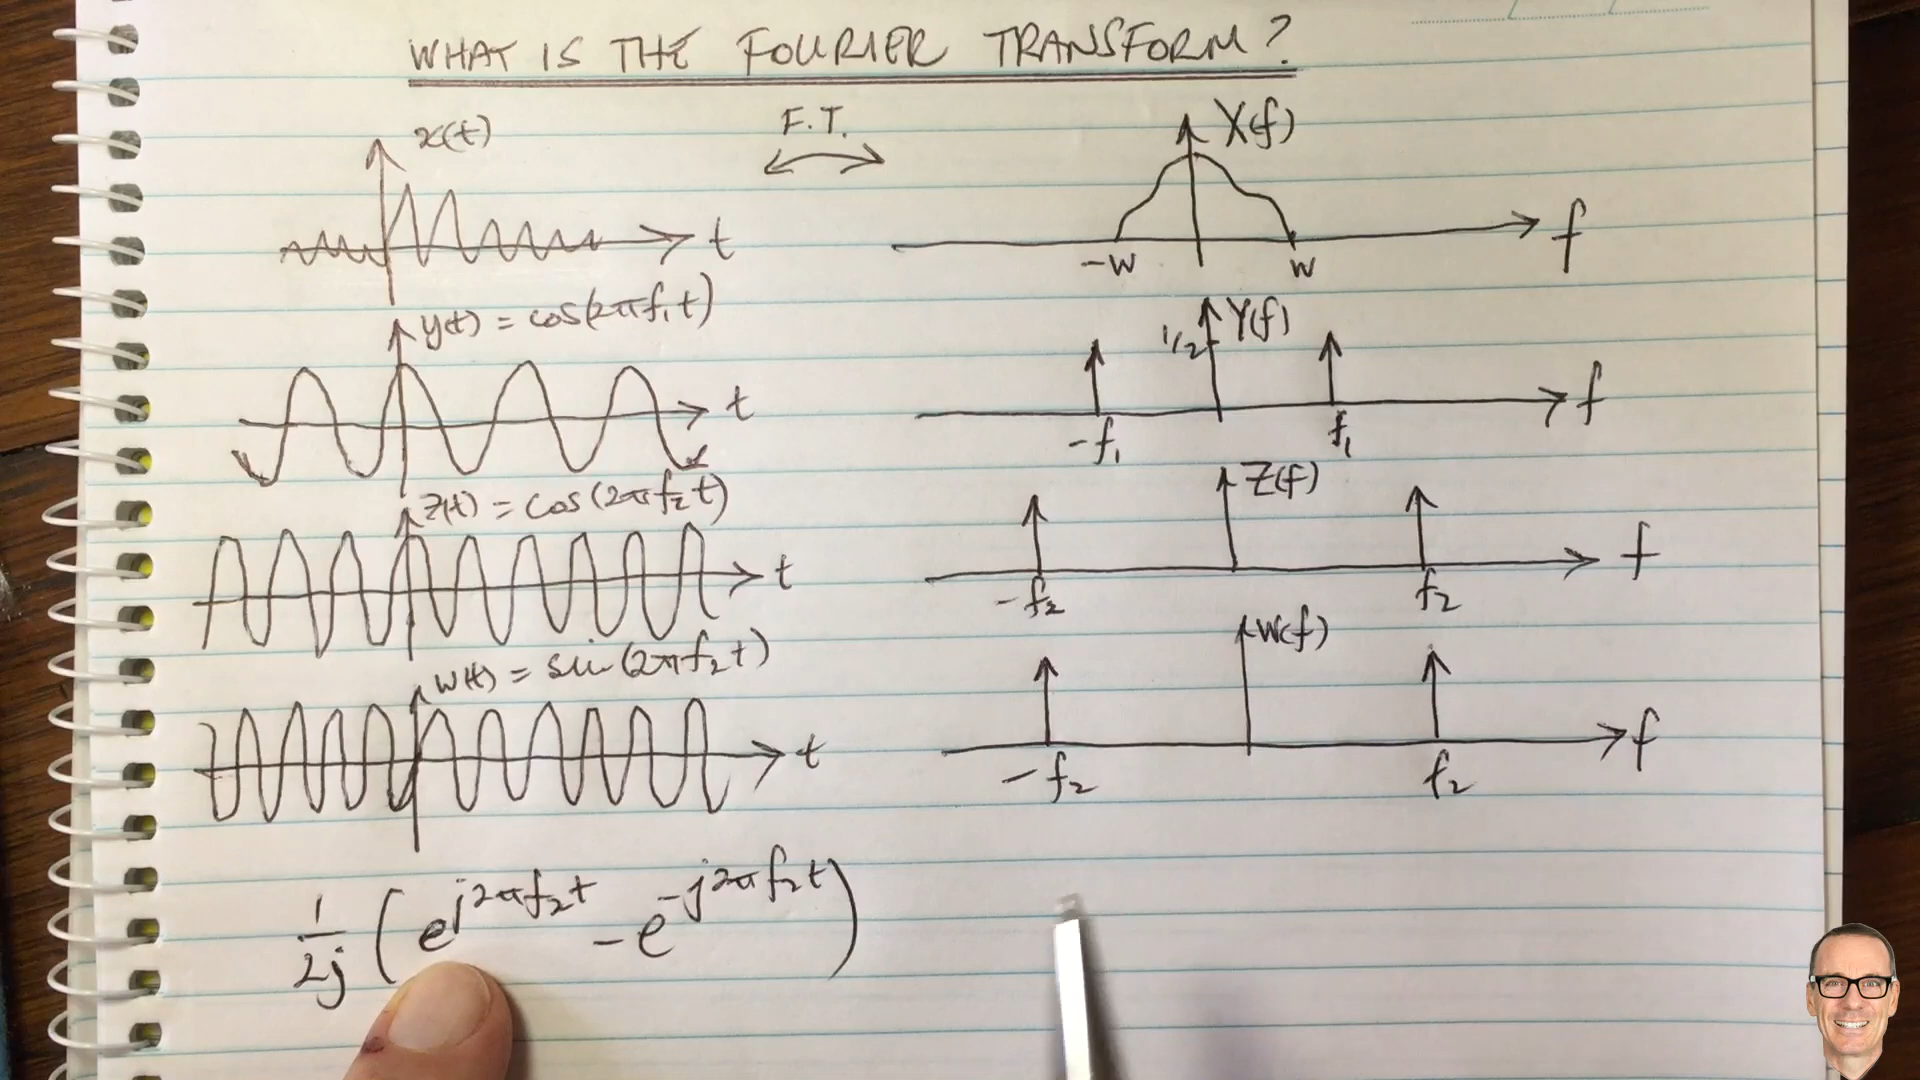 WHAT IS THE FOURIER TRANSFORM?
x(t)
F.T.
X(f)
t
f
-W
W
y(t) = cos(2πf₁t)
1/2
Y(f)
t
f
-f₁
f₁
z(t) = cos(2πf₂t)
Z(f)
t
f
-f₂
f₂
w(t) = sin(2πf₂t)
W(f)
t
f
-f₂
f₂
1/2j (e^j2πf₂t - e^-j2πf₂t)